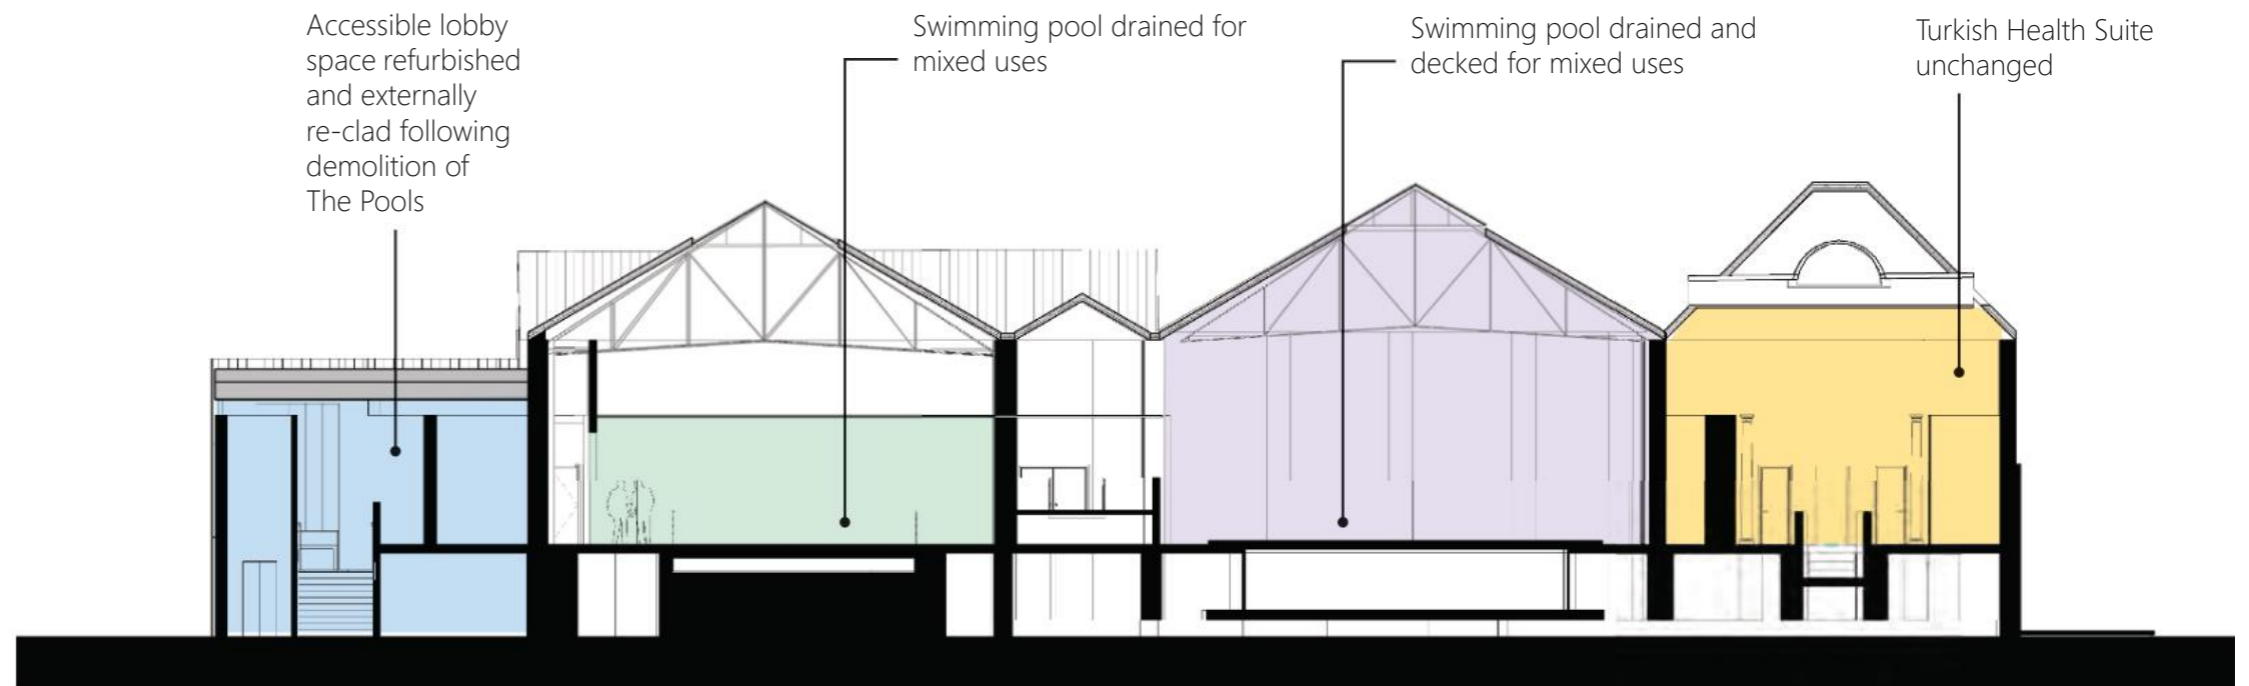 Accessible lobby
space refurbished
and externally
re-clad following
demolition of
The Pools
Swimming pool drained for
mixed uses
Swimming pool drained and
decked for mixed uses
Turkish Health Suite
unchanged